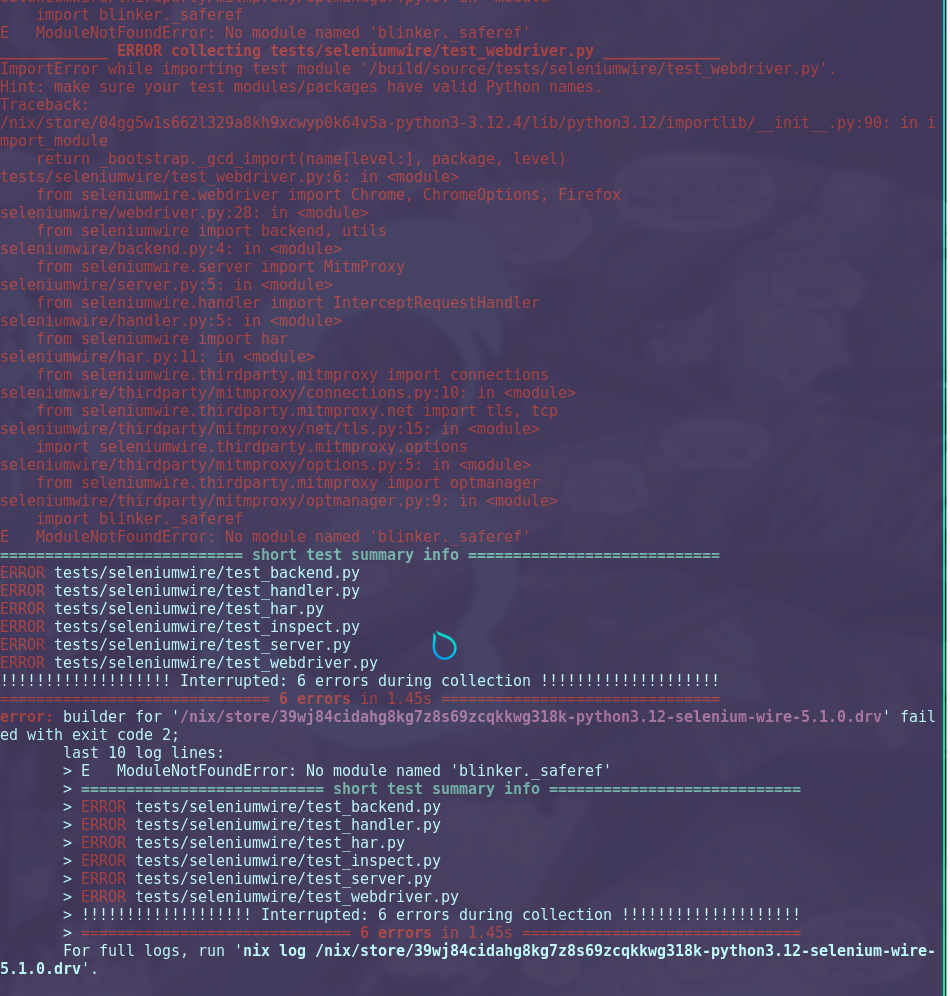 seleniumwire/thirdparty/mitmproxy/optmanager.py:9: in <module>
    import blinker._saferef
E   ModuleNotFoundError: No module named 'blinker._saferef'
____________ ERROR collecting tests/seleniumwire/test_webdriver.py _____________
ImportError while importing test module '/build/source/tests/seleniumwire/test_webdriver.py'.
Hint: make sure your test modules/packages have valid Python names.
Traceback:
/nix/store/04gg5w1s662l329a8kh9xcwyp0k64v5a-python3-3.12.4/lib/python3.12/importlib/__init__.py:90: in i
mport_module
    return _bootstrap._gcd_import(name[level:], package, level)
tests/seleniumwire/test_webdriver.py:6: in <module>
    from seleniumwire.webdriver import Chrome, ChromeOptions, Firefox
seleniumwire/webdriver.py:28: in <module>
    from seleniumwire import backend, utils
seleniumwire/backend.py:4: in <module>
    from seleniumwire.server import MitmProxy
seleniumwire/server.py:5: in <module>
    from seleniumwire.handler import InterceptRequestHandler
seleniumwire/handler.py:5: in <module>
    from seleniumwire import har
seleniumwire/har.py:11: in <module>
    from seleniumwire.thirdparty.mitmproxy import connections
seleniumwire/thirdparty/mitmproxy/connections.py:10: in <module>
    from seleniumwire.thirdparty.mitmproxy.net import tls, tcp
seleniumwire/thirdparty/mitmproxy/net/tls.py:15: in <module>
    import seleniumwire.thirdparty.mitmproxy.options
seleniumwire/thirdparty/mitmproxy/options.py:5: in <module>
    from seleniumwire.thirdparty.mitmproxy import optmanager
seleniumwire/thirdparty/mitmproxy/optmanager.py:9: in <module>
    import blinker._saferef
E   ModuleNotFoundError: No module named 'blinker._saferef'
=========================== short test summary info ============================
ERROR tests/seleniumwire/test_backend.py
ERROR tests/seleniumwire/test_handler.py
ERROR tests/seleniumwire/test_har.py
ERROR tests/seleniumwire/test_inspect.py
ERROR tests/seleniumwire/test_server.py
ERROR tests/seleniumwire/test_webdriver.py
!!!!!!!!!!!!!!!!!!! Interrupted: 6 errors during collection !!!!!!!!!!!!!!!!!!!!
============================== 6 errors in 1.45s ===============================
error: builder for '/nix/store/39wj84cidahg8kg7z8s69zcqkkwg318k-python3.12-selenium-wire-5.1.0.drv' fail
ed with exit code 2;
       last 10 log lines:
       > E   ModuleNotFoundError: No module named 'blinker._saferef'
       > =========================== short test summary info ============================
       > ERROR tests/seleniumwire/test_backend.py
       > ERROR tests/seleniumwire/test_handler.py
       > ERROR tests/seleniumwire/test_har.py
       > ERROR tests/seleniumwire/test_inspect.py
       > ERROR tests/seleniumwire/test_server.py
       > ERROR tests/seleniumwire/test_webdriver.py
       > !!!!!!!!!!!!!!!!!!! Interrupted: 6 errors during collection !!!!!!!!!!!!!!!!!!!!
       > ============================== 6 errors in 1.45s ===============================
       For full logs, run 'nix log /nix/store/39wj84cidahg8kg7z8s69zcqkkwg318k-python3.12-selenium-wire-
5.1.0.drv'.